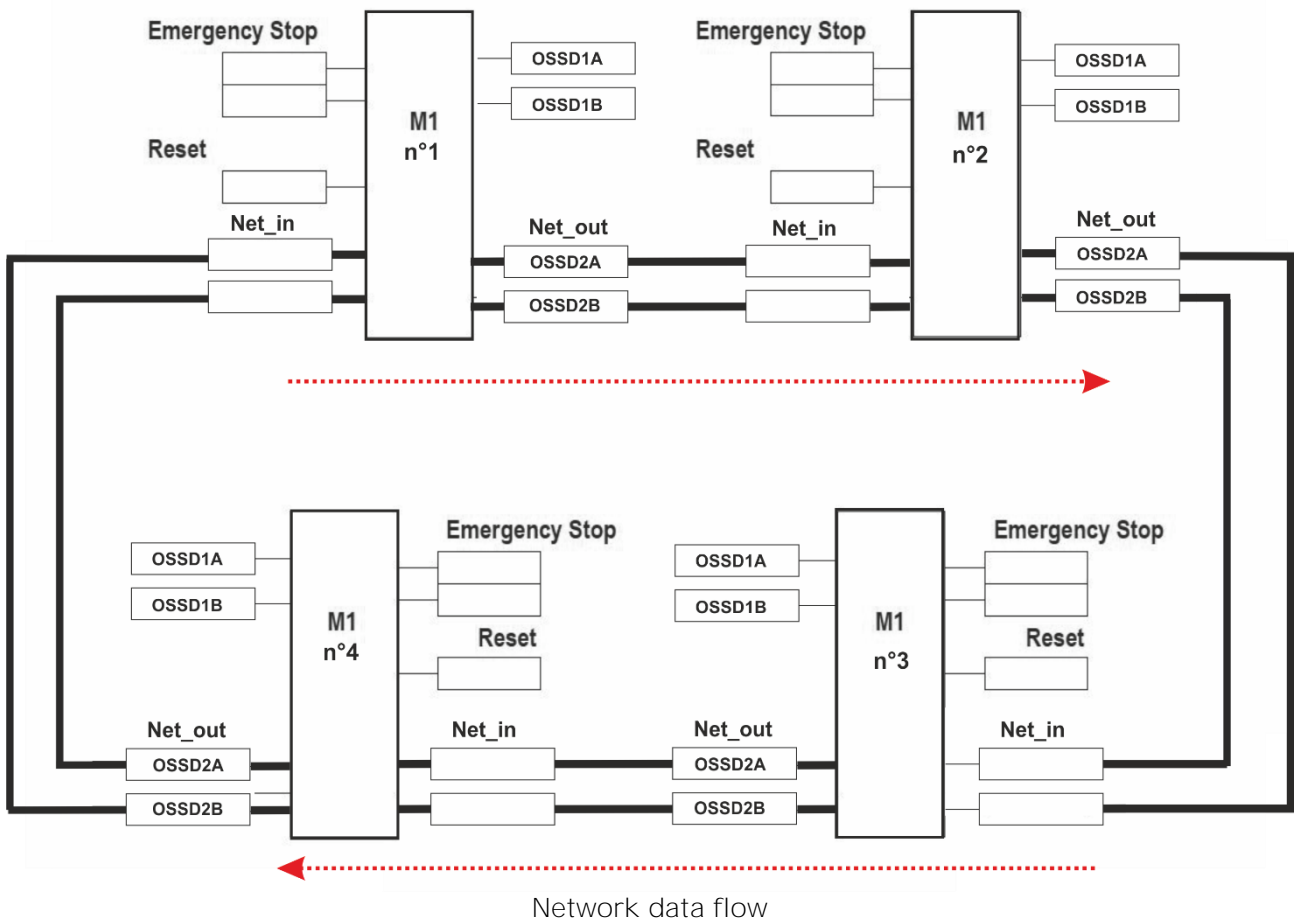 Emergency Stop
OSSD1A
OSSD1B
M1
n°1
Reset
Net_in
Net_out
OSSD2A
OSSD2B
Emergency Stop
OSSD1A
OSSD1B
M1
n°2
Reset
Net_in
Net_out
OSSD2A
OSSD2B
OSSD1A
OSSD1B
M1
n°4
Emergency Stop
Reset
Net_out
OSSD2A
OSSD2B
Net_in
OSSD1A
OSSD1B
M1
n°3
Emergency Stop
Reset
Net_out
OSSD2A
OSSD2B
Net_in
Network data flow